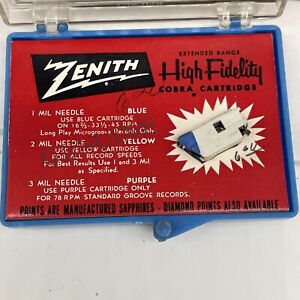 ZENITH
EXTENDED RANGE
High Fidelity
COBRA CARTRIDGE
1 MIL NEEDLE BLUE
USE BLUE CARTRIDGE
ON 16⅔-33⅓-45 RPM
Long Play Microgroove Records Only
2 MIL NEEDLE YELLOW
USE YELLOW CARTRIDGE
FOR ALL RECORD SPEEDS
For Best Results Use 1 and 3 Mil
as Specified.
3 MIL NEEDLE PURPLE
USE PURPLE CARTRIDGE ONLY
FOR 78 RPM STANDARD GROOVE RECORDS.
POINTS ARE MANUFACTURED SAPPHIRES - DIAMOND POINTS ALSO AVAILABLE